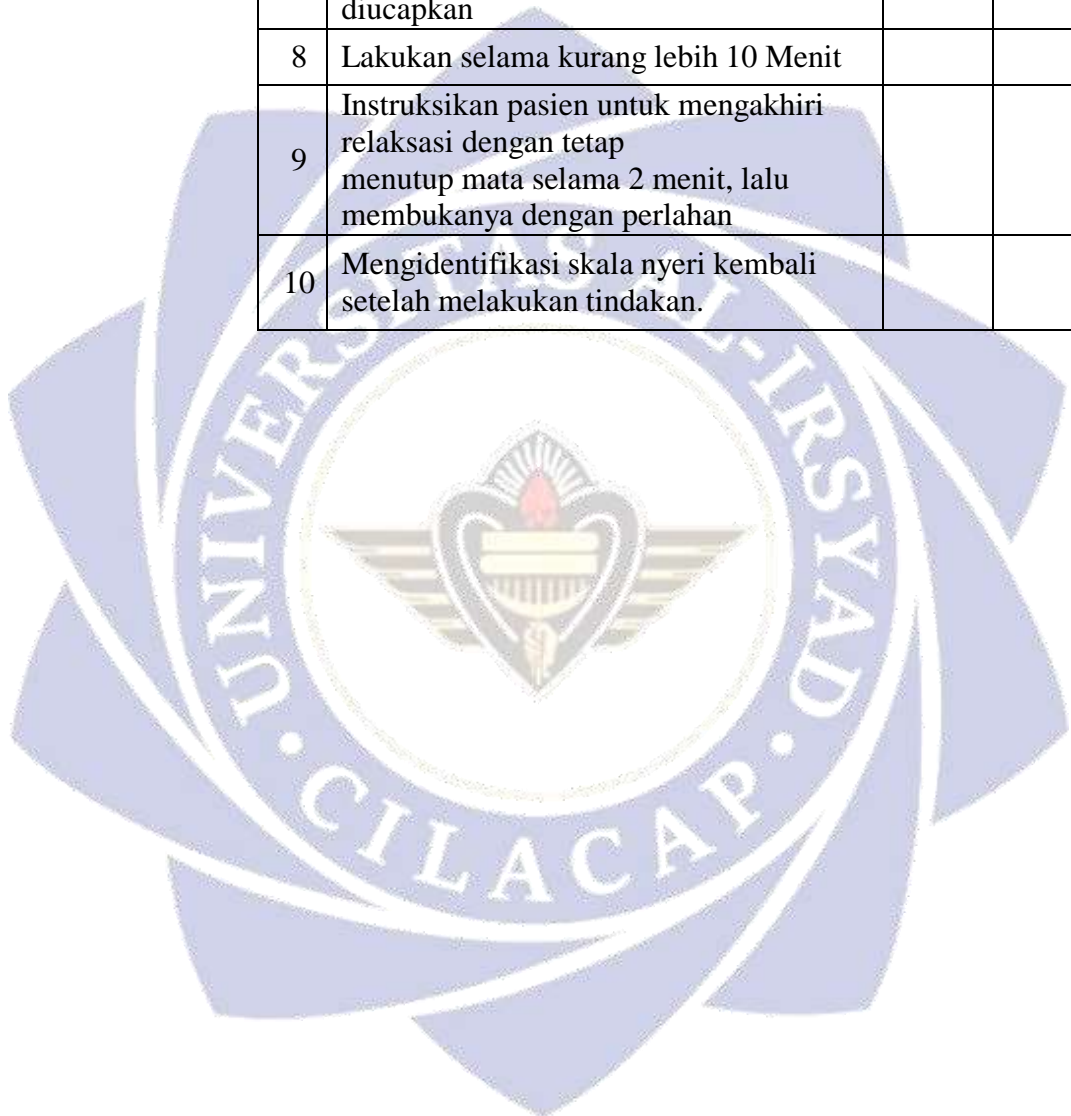 diucapkan
8 Lakukan selama kurang lebih 10 Menit
Instruksikan pasien untuk mengakhiri
9 relaksasi dengan tetap
menutup mata selama 2 menit, lalu
membukanya dengan perlahan
10 Mengidentifikasi skala nyeri kembali
setelah melakukan tindakan.
UNIVERSITAS AL-IRSYAD
• CILACAP •